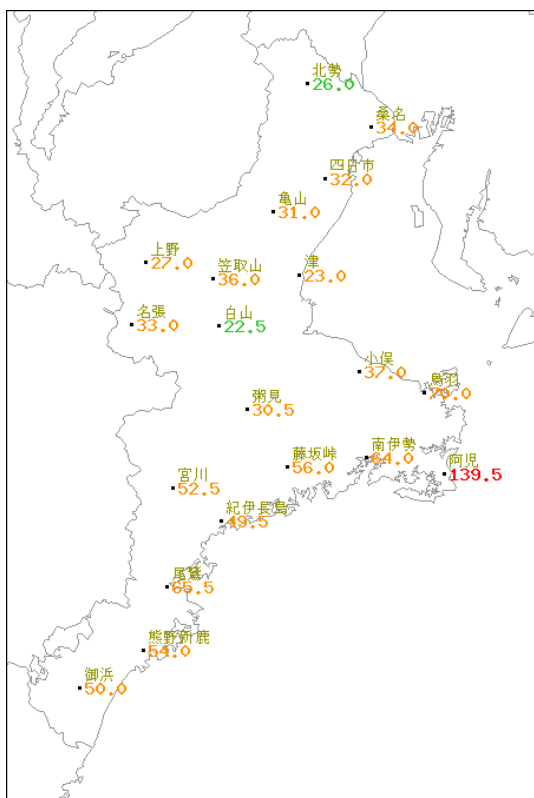 北勢
26.0
桑名
34.0
四日市
32.0
亀山
31.0
上野
27.0
笠取山
36.0
津
23.0
名張
33.0
白山
22.5
小俣
37.0
鳥羽
79.0
粥見
30.5
藤坂峠
56.0
南伊勢
64.0
阿児
139.5
宮川
52.5
紀伊長島
49.5
尾鷲
65.5
熊野新鹿
54.0
御浜
50.0